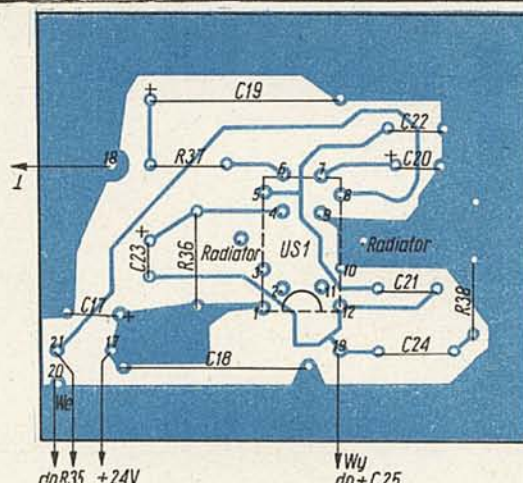 + C19
C22
18 R37 6 7 + C20
⊥ 5 8
4 9
+ C23 R36 Radiator US1 Radiator
3 10
2 11 C21
C17 + 1 12 R38
21 17 C18 19 C24
20 We
Wy
do R35 +24V do + C25